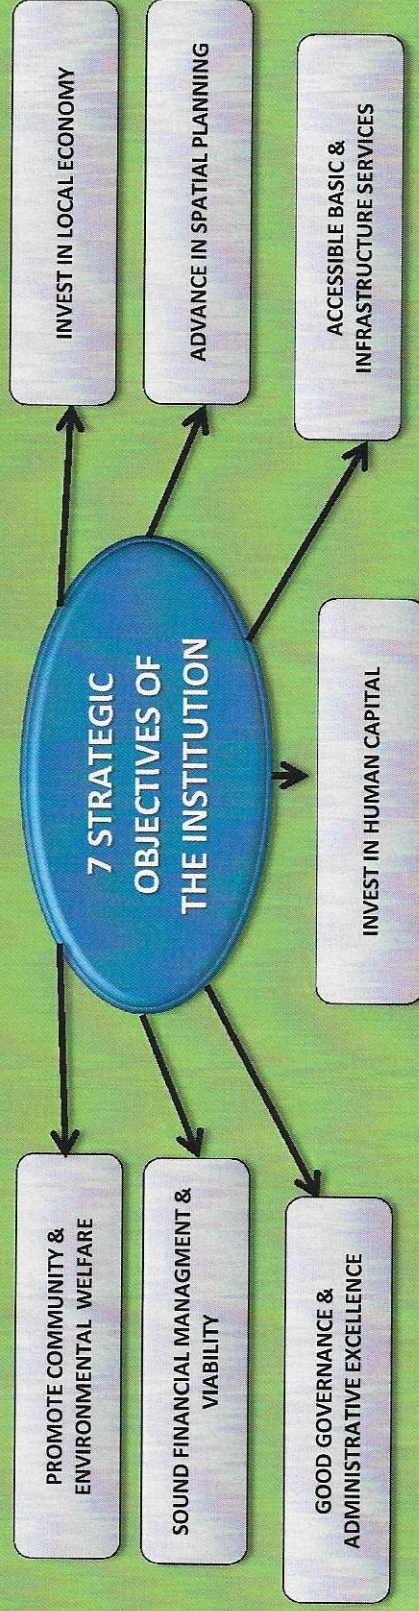 7 STRATEGIC
OBJECTIVES OF
THE INSTITUTION
PROMOTE COMMUNITY &
ENVIRONMENTAL WELFARE
SOUND FINANCIAL MANAGMENT &
VIABILITY
GOOD GOVERNANCE &
ADMINISTRATIVE EXCELLENCE
INVEST IN HUMAN CAPITAL
ACCESSIBLE BASIC &
INFRASTRUCTURE SERVICES
ADVANCE IN SPATIAL PLANNING
INVEST IN LOCAL ECONOMY